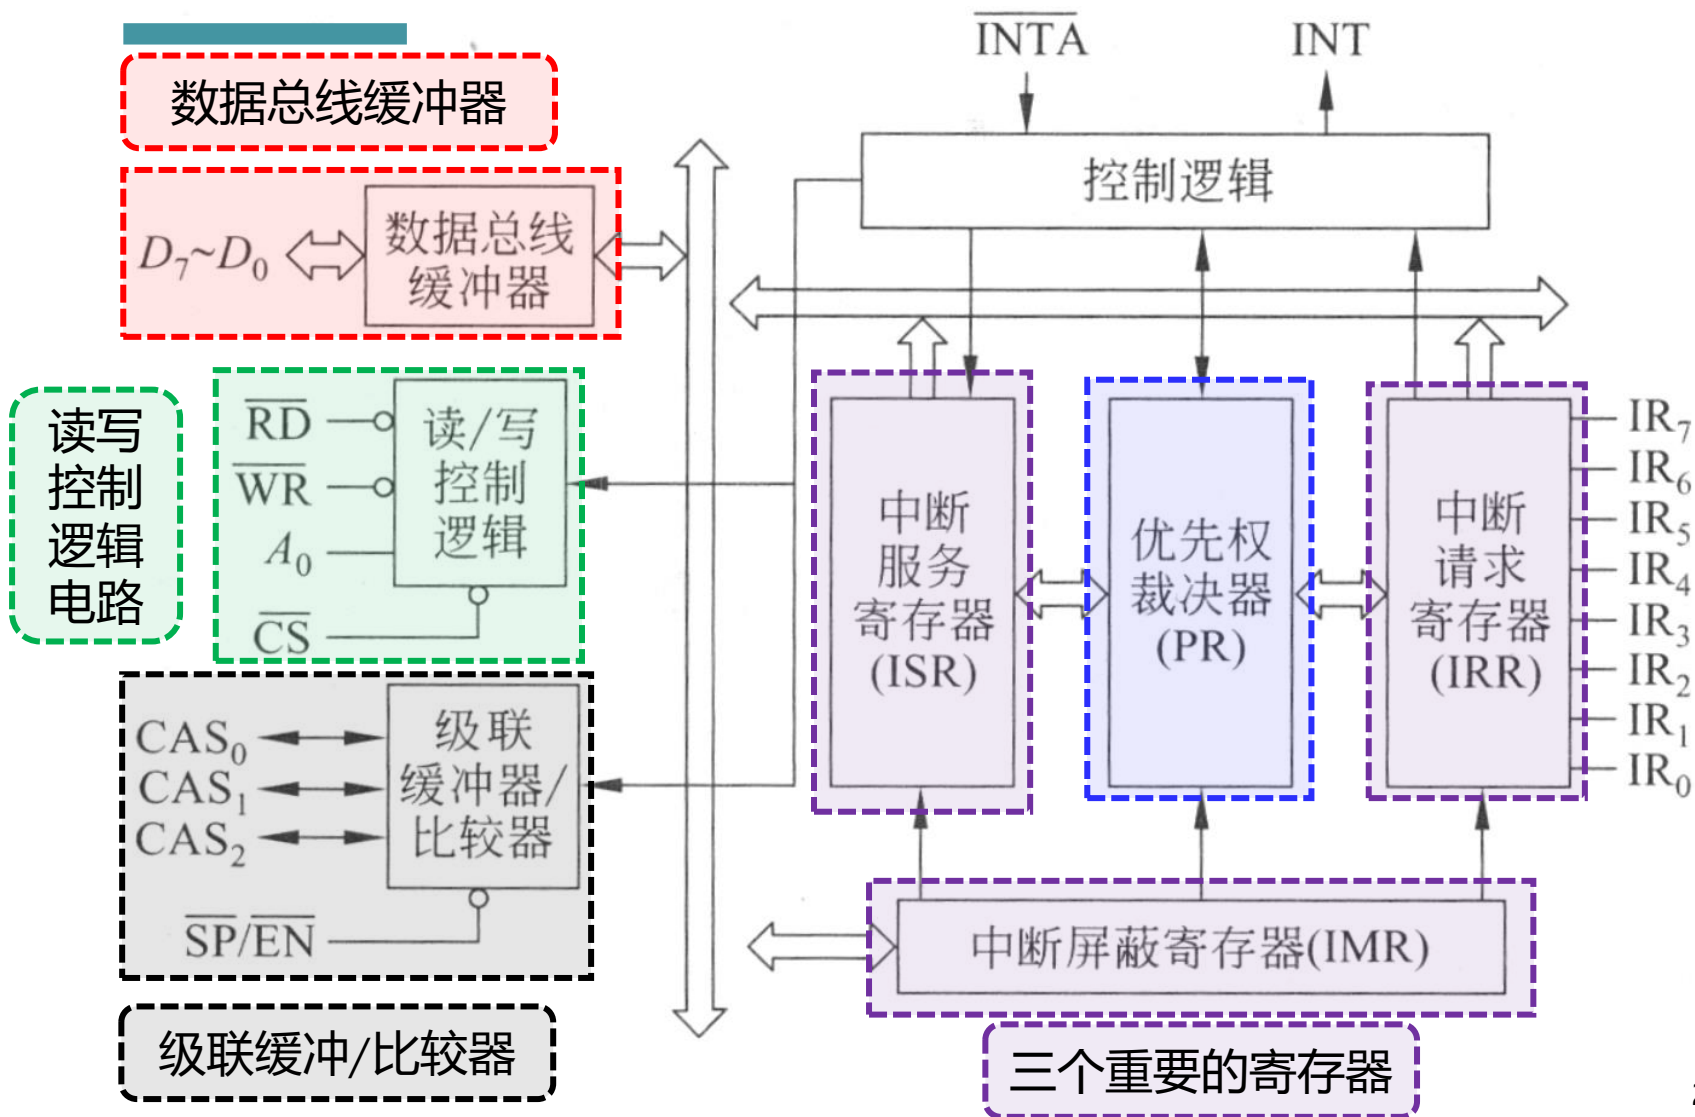 INTA
INT
数据总线缓冲器
控制逻辑
D7~D0
数据总线
缓冲器
读写
控制
逻辑
电路
RD
WR
A0
CS
读/写
控制
逻辑
中断
服务
寄存器
(ISR)
优先权
裁决器
(PR)
中断
请求
寄存器
(IRR)
IR7
IR6
IR5
IR4
IR3
IR2
IR1
IR0
CAS0
CAS1
CAS2
SP/EN
级联
缓冲器/
比较器
中断屏蔽寄存器(IMR)
级联缓冲/比较器
三个重要的寄存器